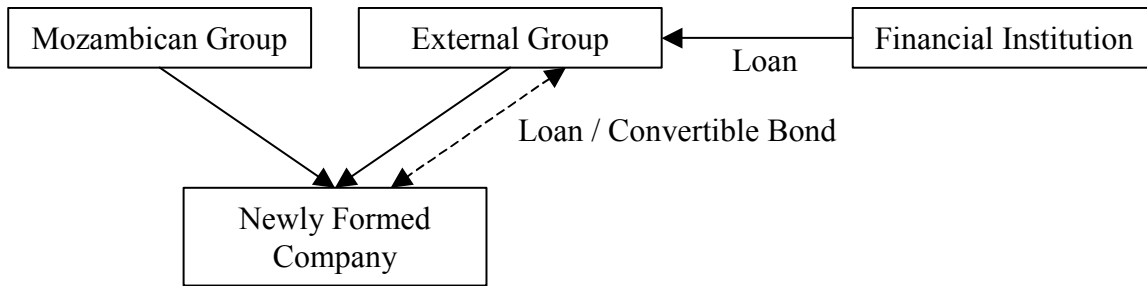 Mozambican Group
External Group
Financial Institution
Loan
Loan / Convertible Bond
Newly Formed
Company